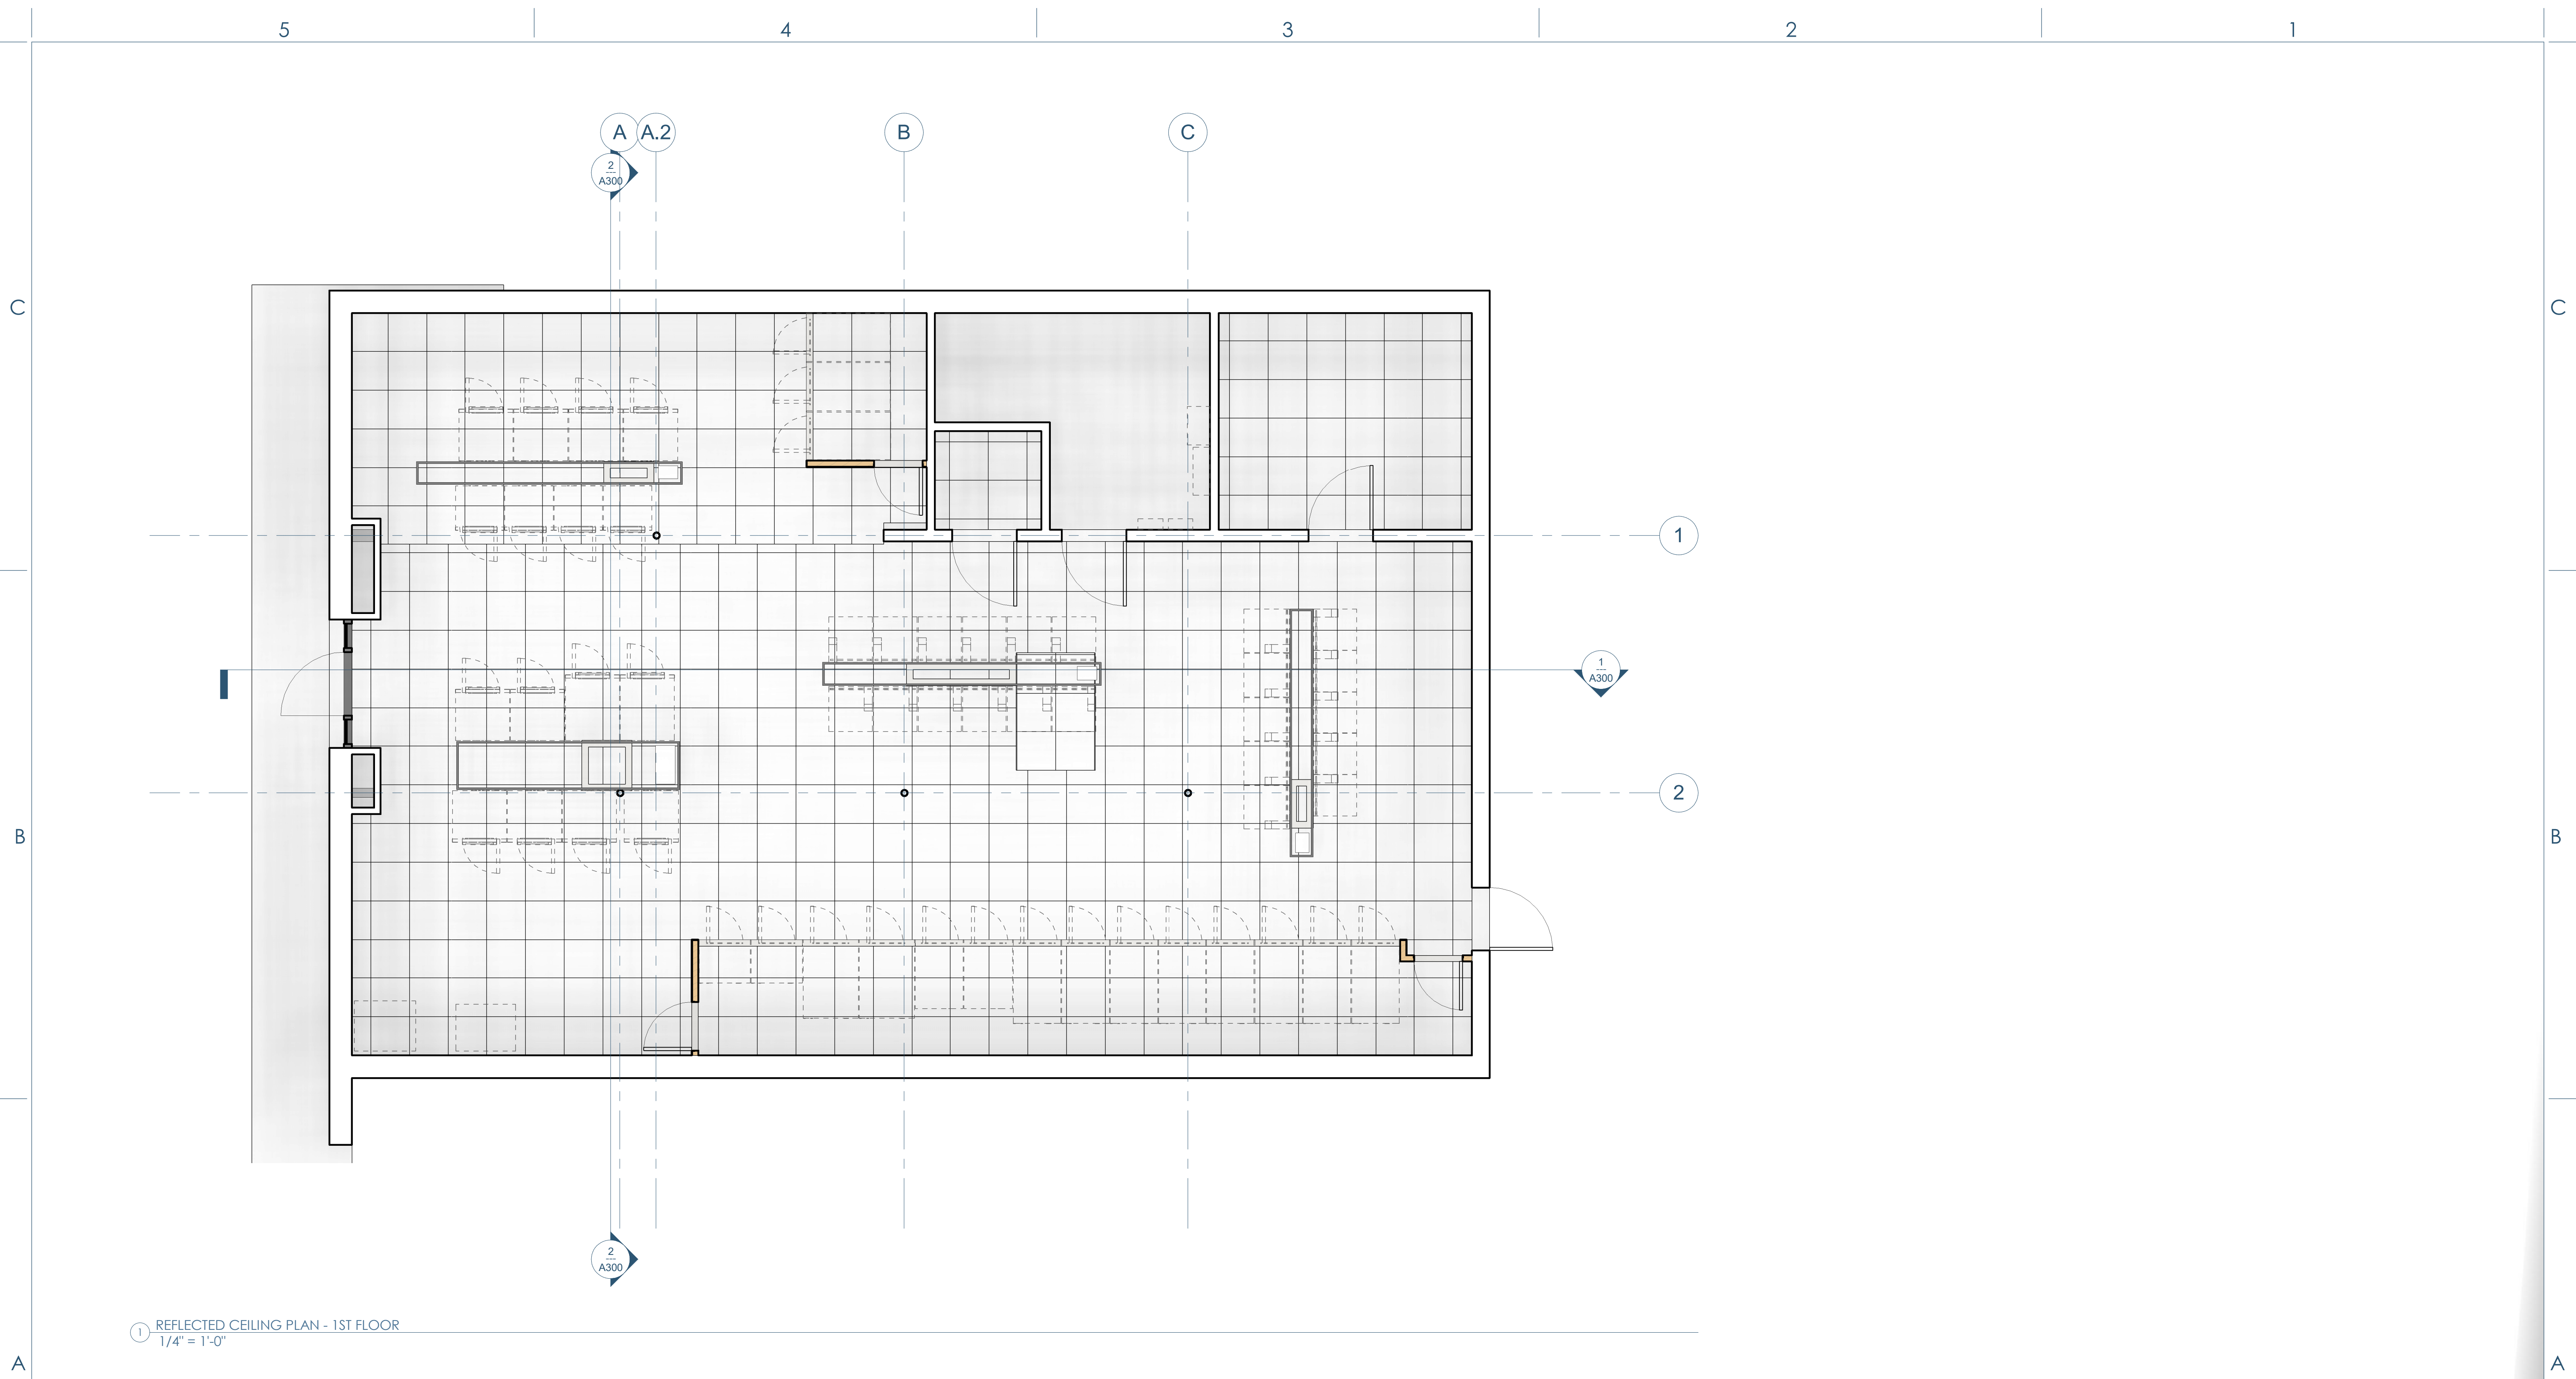 5 4 3 2 1
A A.2 B C
2
A300
C C
1
1
A300
2
B B
2
A300
1 REFLECTED CEILING PLAN - 1ST FLOOR
1/4" = 1'-0"
A A